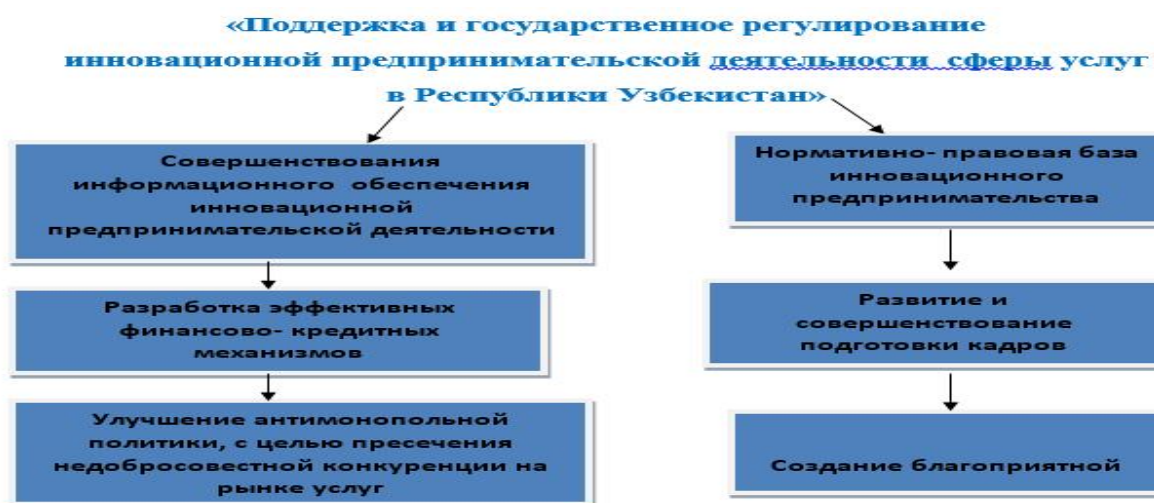 «Поддержка и государственное регулирование
инновационной предпринимательской деятельности сферы услуг
в Республики Узбекистан»
Совершенствования
информационного обеспечения
инновационной
предпринимательской деятельности
Разработка эффективных
финансово- кредитных
механизмов
Улучшение антимонопольной
политики, с целью пресечения
недобросовестной конкуренции на
рынке услуг
Нормативно- правовая база
инновационного
предпринимательства
Развитие и
совершенствование
подготовки кадров
Создание благоприятной